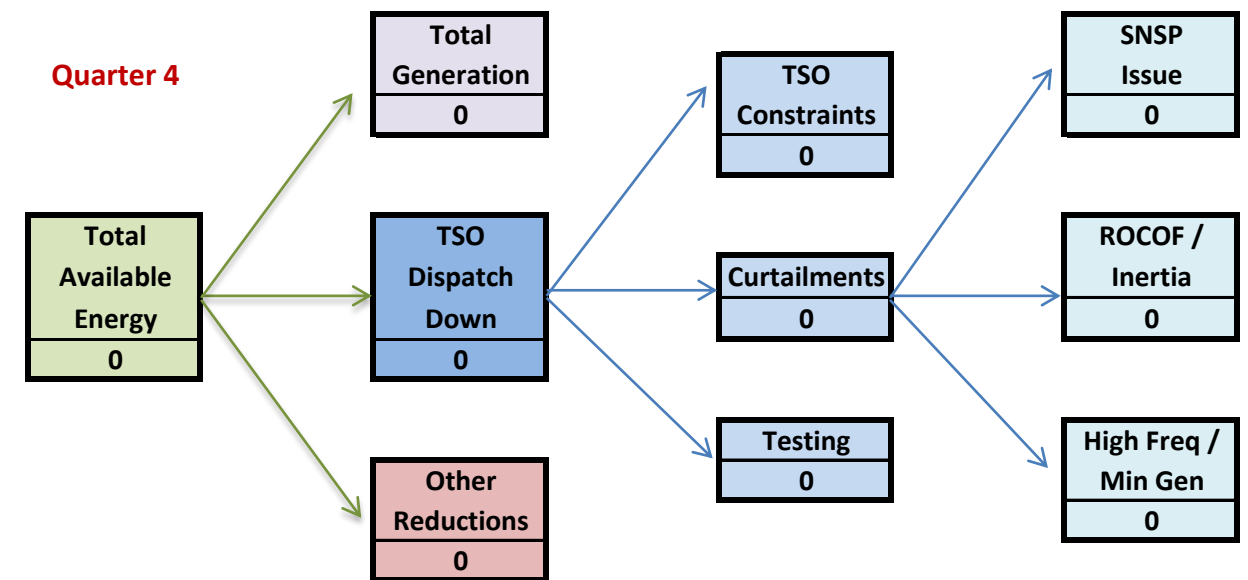 Quarter 4
Total
Generation
0
Total
Available
Energy
0
TSO
Dispatch
Down
0
Other
Reductions
0
TSO
Constraints
0
Curtailments
0
Testing
0
SNSP
Issue
0
ROCOF /
Inertia
0
High Freq /
Min Gen
0